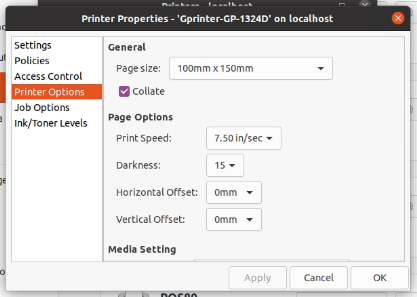 Printer Properties - 'Gprinter-GP-1324D' on localhost
Settings
Policies
Access Control
Printer Options
Job Options
Ink/Toner Levels
General
Page size: 100mm x 150mm
Collate
Page Options
Print Speed: 7.50 in/sec
Darkness: 15
Horizontal Offset: 0mm
Vertical Offset: 0mm
Media Setting
Apply Cancel OK